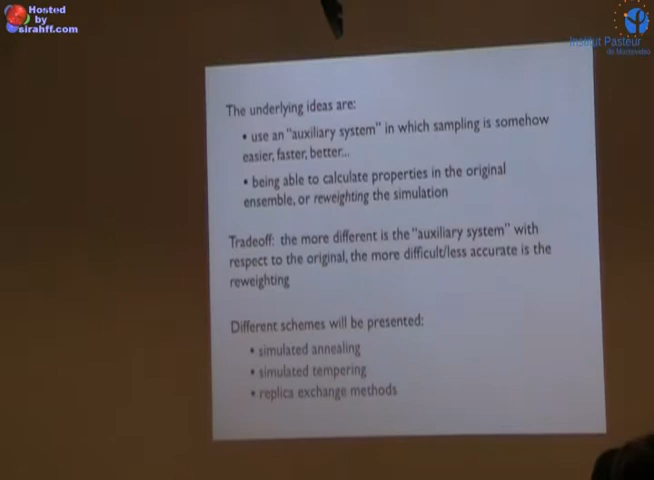 Hosted
by
sirahff.com
Institut Pasteur
de Montevideo
The underlying ideas are:
• use an "auxiliary system" in which sampling is somehow
easier, faster, better...
• being able to calculate properties in the original
ensemble, or reweighting the simulation
Tradeoff: the more different is the "auxiliary system" with
respect to the original, the more difficult/less accurate is the
reweighting
Different schemes will be presented:
• simulated annealing
• simulated tempering
• replica exchange methods